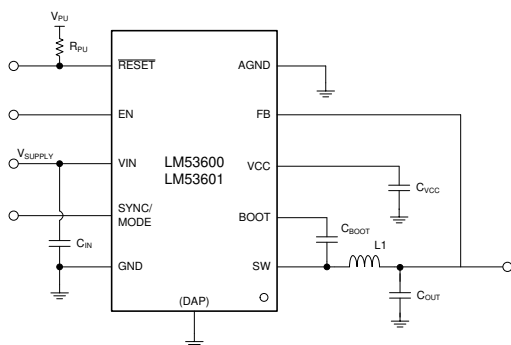 VPU
RPU
RESET
AGND
EN
FB
VSUPPLY
VIN
LM53600
LM53601
VCC
CVCC
SYNC/
MODE
BOOT
CBOOT
L1
CIN
GND
SW
(DAP)
COUT